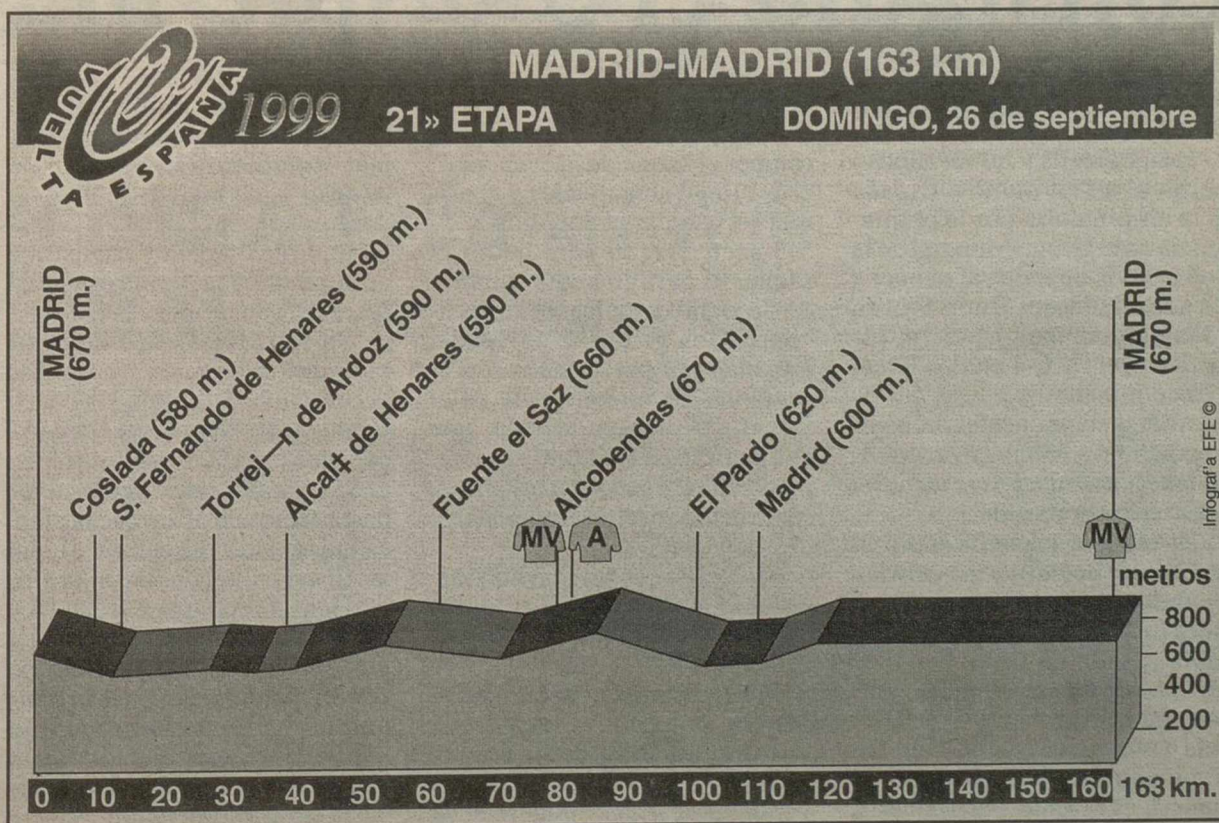 MADRID-MADRID (163 km)
VUELTA ESPAÑA
1999
21» ETAPA
DOMINGO, 26 de septiembre
MADRID
(670 m.)
Coslada (580 m.)
S. Fernando de Henares (590 m.)
Torrej—n de Ardoz (590 m.)
Alcal‡ de Henares (590 m.)
Fuente el Saz (660 m.)
Alcobendas (670 m.)
El Pardo (620 m.)
Madrid (600 m.)
MADRID
(670 m.)
Infograf'a EFE ©
MV
A
MV
metros
800
600
400
200
0 10 20 30 40 50 60 70 80 90 100 110 120 130 140 150 160 163 km.